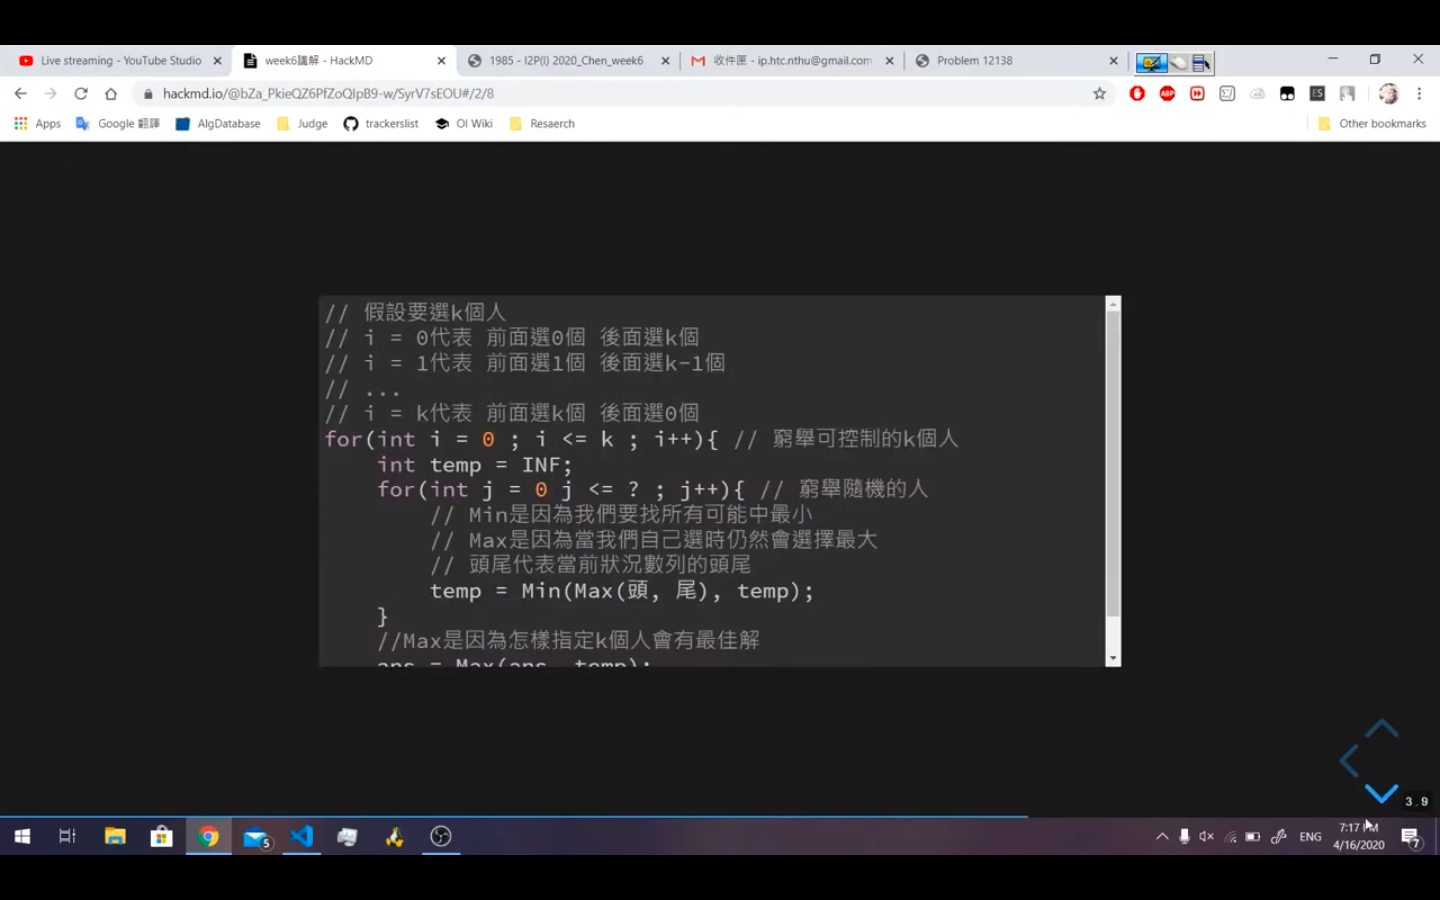 Live streaming - YouTube Studio
week6講解 - HackMD
1985 - I2P(I) 2020_Chen_week6
收件匣 - ip.htc.nthu@gmail.com
Problem 12138
hackmd.io/@bZa_PkieQZ6PfZoQIpB9-w/SyrV7sEOU#/2/8
Apps
Google 翻譯
AlgDatabase
Judge
trackerslist
OI Wiki
Resaerch
Other bookmarks
// 假設要選k個人
// i = 0代表 前面選0個 後面選k個
// i = 1代表 前面選1個 後面選k-1個
// ...
// i = k代表 前面選k個 後面選0個
for(int i = 0 ; i <= k ; i++){ // 窮舉可控制的k個人
int temp = INF;
for(int j = 0 j <= ? ; j++){ // 窮舉隨機的人
// Min是因為我們要找所有可能中最小
// Max是因為當我們自己選時仍然會選擇最大
// 頭尾代表當前狀況數列的頭尾
temp = Min(Max(頭, 尾), temp);
}
//Max是因為怎樣指定k個人會有最佳解
ans = Max(ans, temp);
3.9
5
ENG
7:17 PM
4/16/2020
7